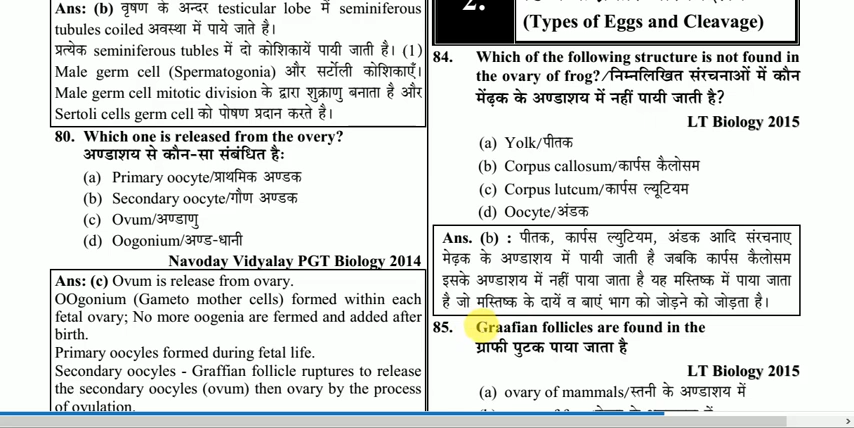 Ans: (b) वृषण के अन्दर testicular lobe में seminiferous
tubules coiled अवस्था में पाये जाते है।
प्रत्येक seminiferous tubles में दो कोशिकायें पायी जाती है। (1)
Male germ cell (Spermatogonia) और सर्टोली कोशिकाएँ।
Male germ cell mitotic division के द्वारा शुक्राणु बनाता है और
Sertoli cells germ cell को पोषण प्रदान करते है।
80. Which one is released from the overy?
अण्डाशय से कौन-सा संबंधित हैः
(a) Primary oocyte/प्राथमिक अण्डक
(b) Secondary oocyte/गौण अण्डक
(c) Ovum/अण्डाणु
(d) Oogonium/अण्ड-धानी
Navoday Vidyalay PGT Biology 2014
Ans: (c) Ovum is release from ovary.
OOgonium (Gameto mother cells) formed within each
fetal ovary; No more oogenia are fermed and added after
birth.
Primary oocyles formed during fetal life.
Secondary oocyles - Graffian follicle ruptures to release
the secondary oocyles (ovum) then ovary by the process
of ovulation.
2.
(Types of Eggs and Cleavage)
84. Which of the following structure is not found in
the ovary of frog?/निम्नलिखित संरचनाओं में कौन
मेंढ़क के अण्डाशय में नहीं पायी जाती है?
LT Biology 2015
(a) Yolk/पीतक
(b) Corpus callosum/कार्पस कैलोसम
(c) Corpus lutcum/कार्पस ल्यूटियम
(d) Oocyte/अंडक
Ans. (b) : पीतक, कार्पस ल्युटियम, अंडक आदि संरचनाए
मेढ़क के अण्डाशय में पायी जाती है जबकि कार्पस कैलोसम
इसके अण्डाशय में नहीं पाया जाता है यह मस्तिष्क में पाया जाता
है जो मस्तिष्क के दायें व बाएं भाग को जोड़ने को जोड़ता है।
85. Graafian follicles are found in the
ग्राफी पुटक पाया जाता है
LT Biology 2015
(a) ovary of mammals/स्तनी के अण्डाशय में